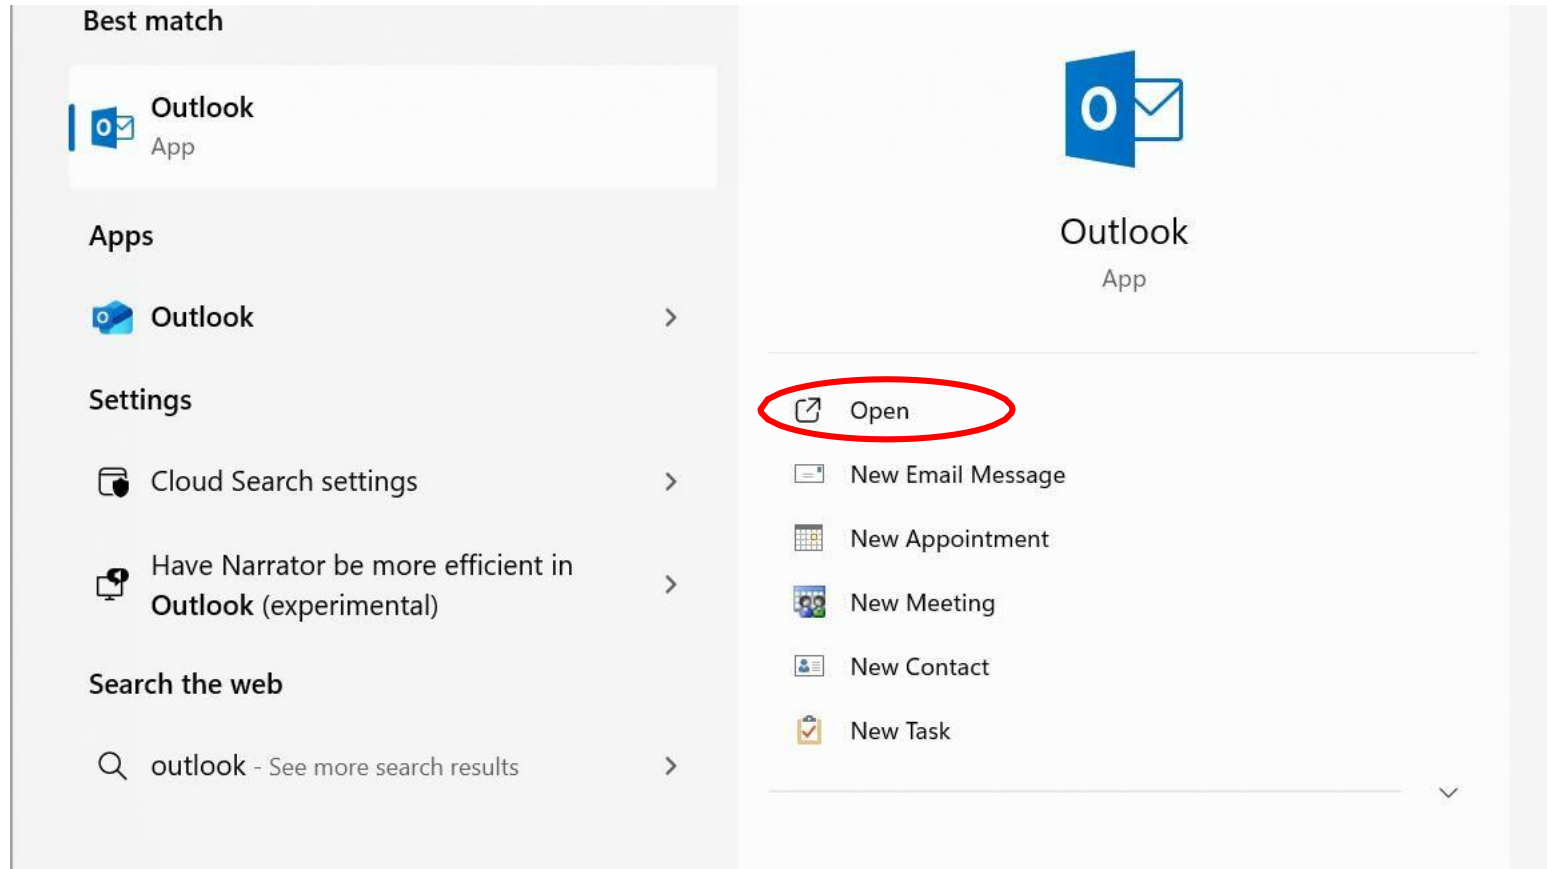 Best match
Outlook
App
Apps
Outlook
Settings
Cloud Search settings
Have Narrator be more efficient in
Outlook (experimental)
Search the web
outlook - See more search results
Outlook
App
Open
New Email Message
New Appointment
New Meeting
New Contact
New Task